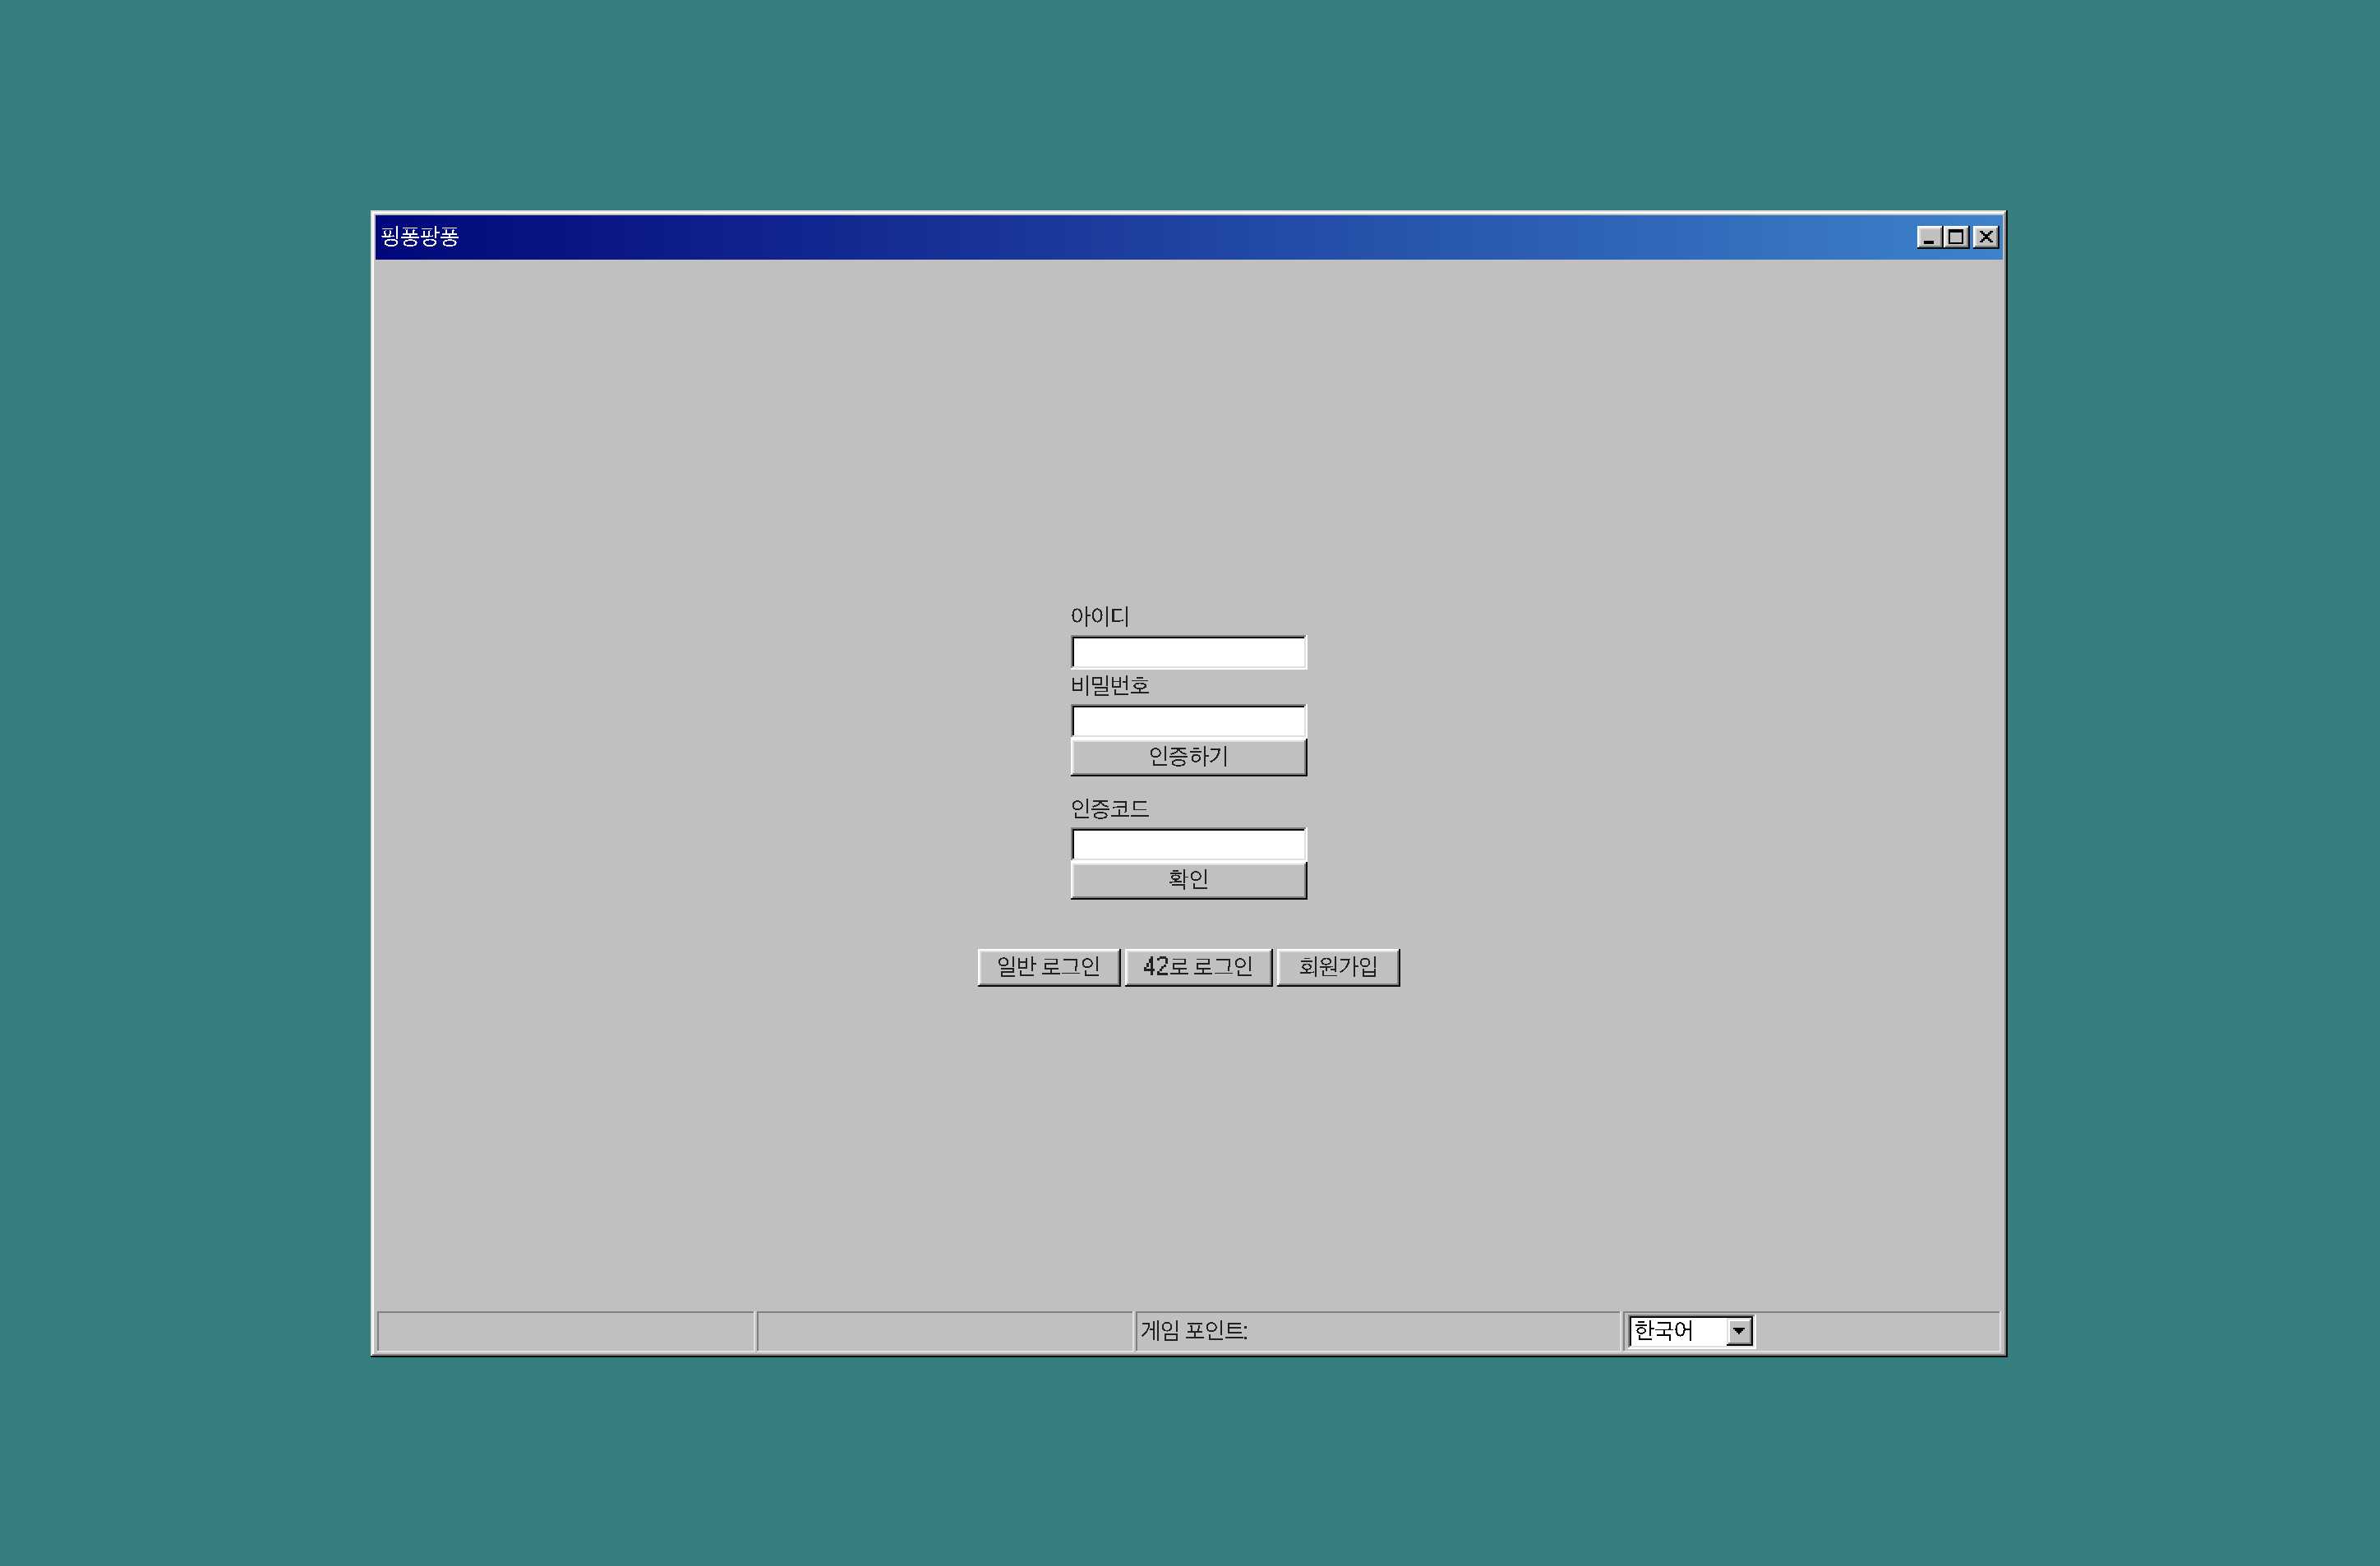 핑퐁팡퐁
아이디
비밀번호
인증하기
인증코드
확인
일반 로그인 42로 로그인 회원가입
게임 포인트: 한국어